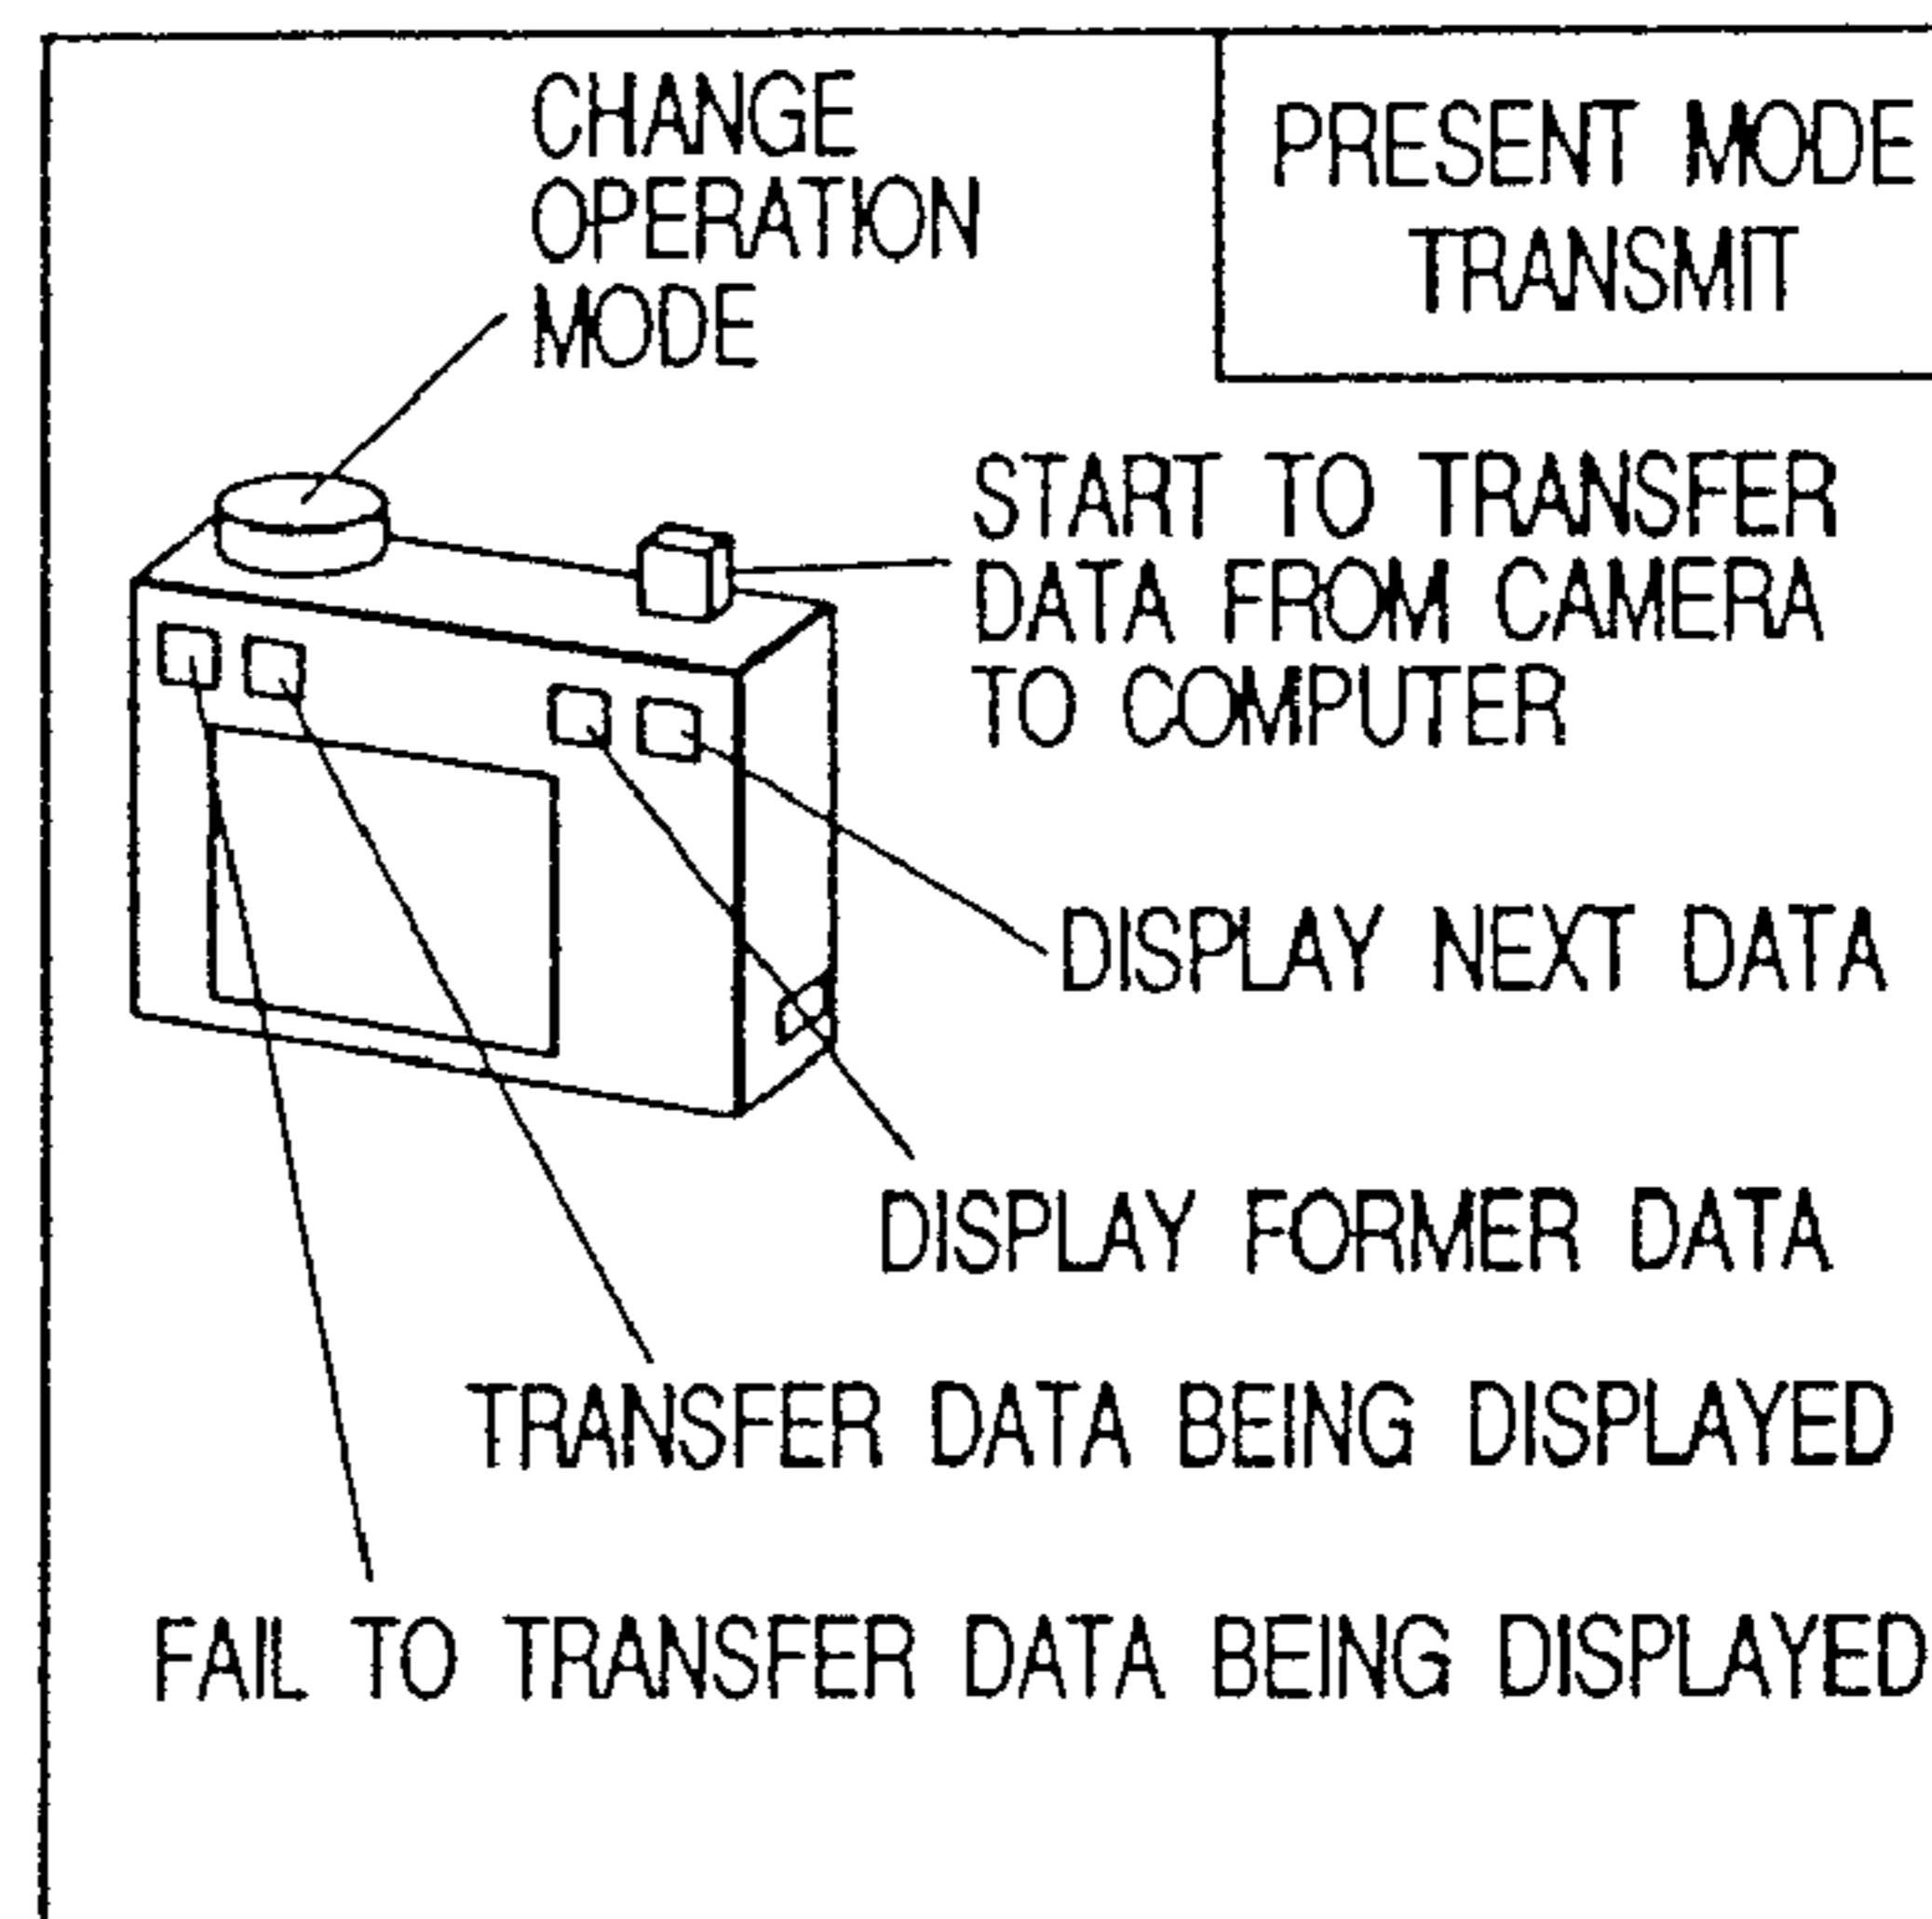 CHANGE
OPERATION
MODE
PRESENT MODE
TRANSMIT
START TO TRANSFER
DATA FROM CAMERA
TO COMPUTER
DISPLAY NEXT DATA
DISPLAY FORMER DATA
TRANSFER DATA BEING DISPLAYED
FAIL TO TRANSFER DATA BEING DISPLAYED